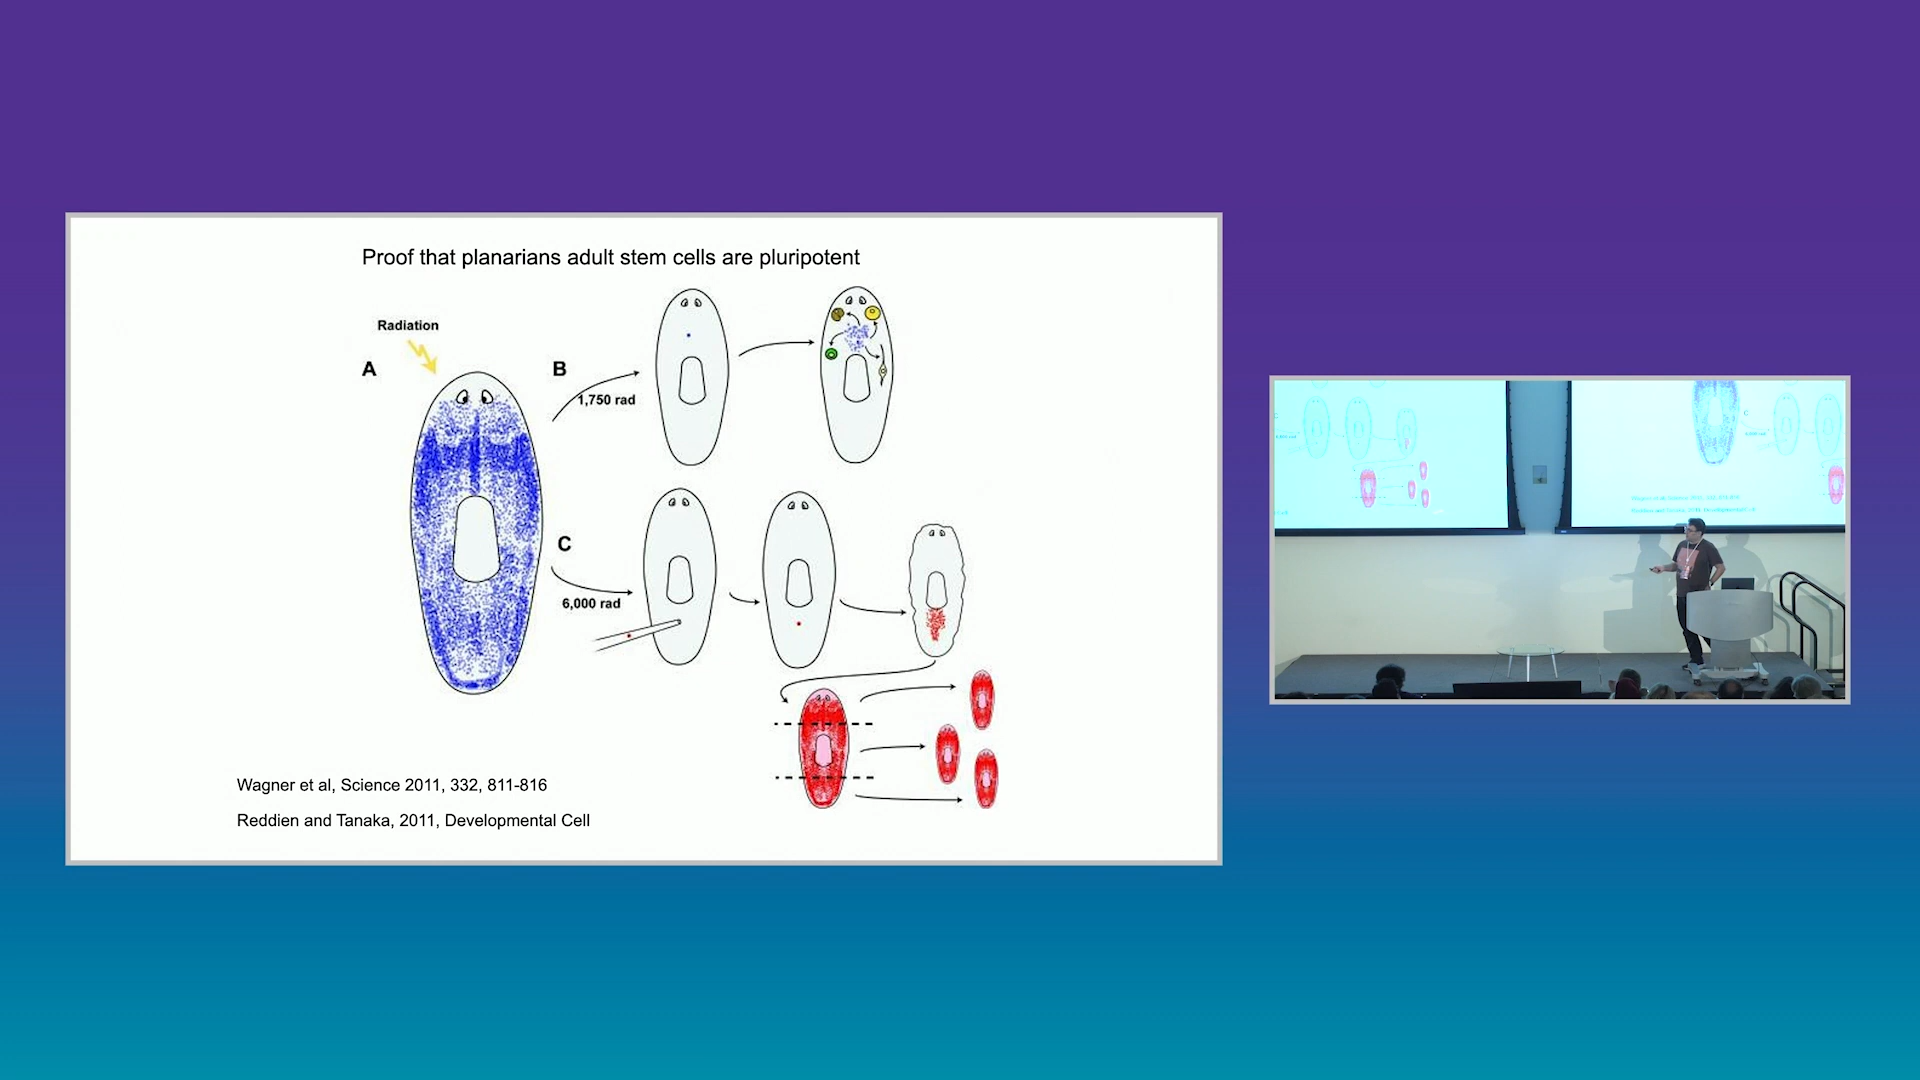 Proof that planarians adult stem cells are pluripotent
Radiation
A
B
1,750 rad
C
6,000 rad
Wagner et al, Science 2011, 332, 811-816
Reddien and Tanaka, 2011, Developmental Cell